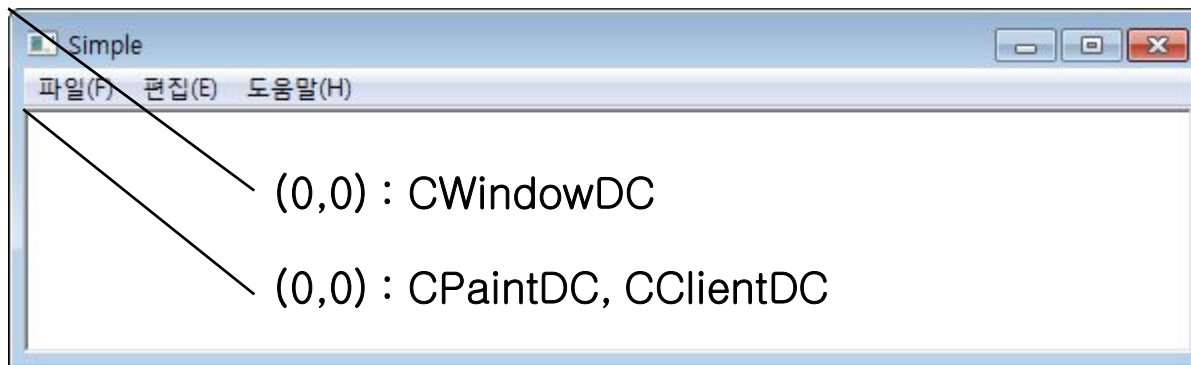 Simple
파일(F) 편집(E) 도움말(H)
(0,0) : CWindowDC
(0,0) : CPaintDC, CClientDC